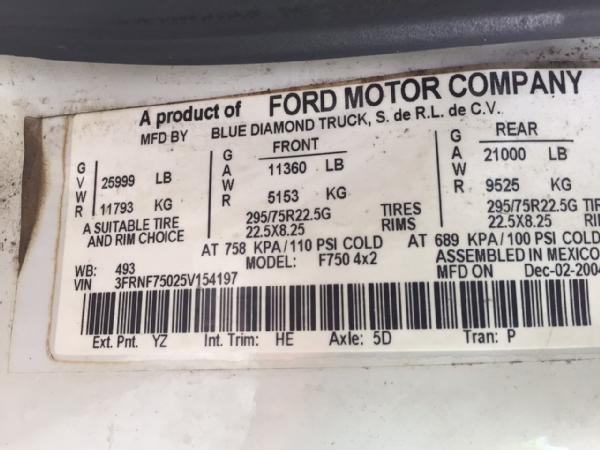 A product of FORD MOTOR COMPANY
MFD BY BLUE DIAMOND TRUCK, S. de R.L. de C.V.
FRONT REAR
GVWR 25999 LB GAWR 11360 LB GAWR 21000 LB
11793 KG 5153 KG 9525 KG
A SUITABLE TIRE 295/75R22.5G TIRES 295/75R22.5G
AND RIM CHOICE 22.5X8.25 RIMS 22.5X8.25
AT 758 KPA/110 PSI COLD AT 689 KPA/100 PSI COLD
WB: 493 MODEL: F750 4x2 ASSEMBLED IN MEXICO
VIN 3FRNF75025V154197 MFD ON Dec-02-2004
Ext. Pnt. YZ Int. Trim: HE Axle: 5D Tran: P